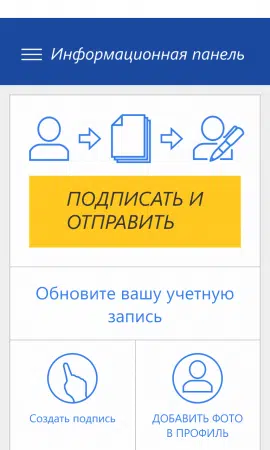 Информационная панель
ПОДПИСАТЬ И
ОТПРАВИТЬ
Обновите вашу учетную
запись
Создать подпись
ДОБАВИТЬ ФОТО
В ПРОФИЛЬ